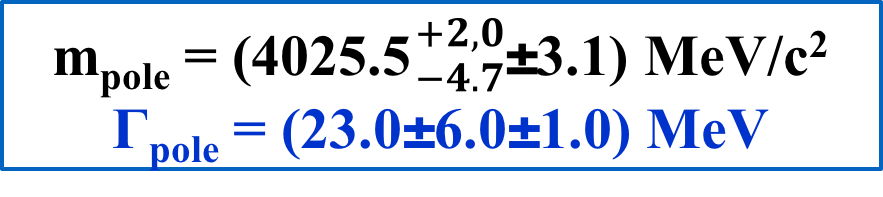 m_pole = (4025.5^{+2,0}_{−4.7}±3.1) MeV/c²
Γ_pole = (23.0±6.0±1.0) MeV